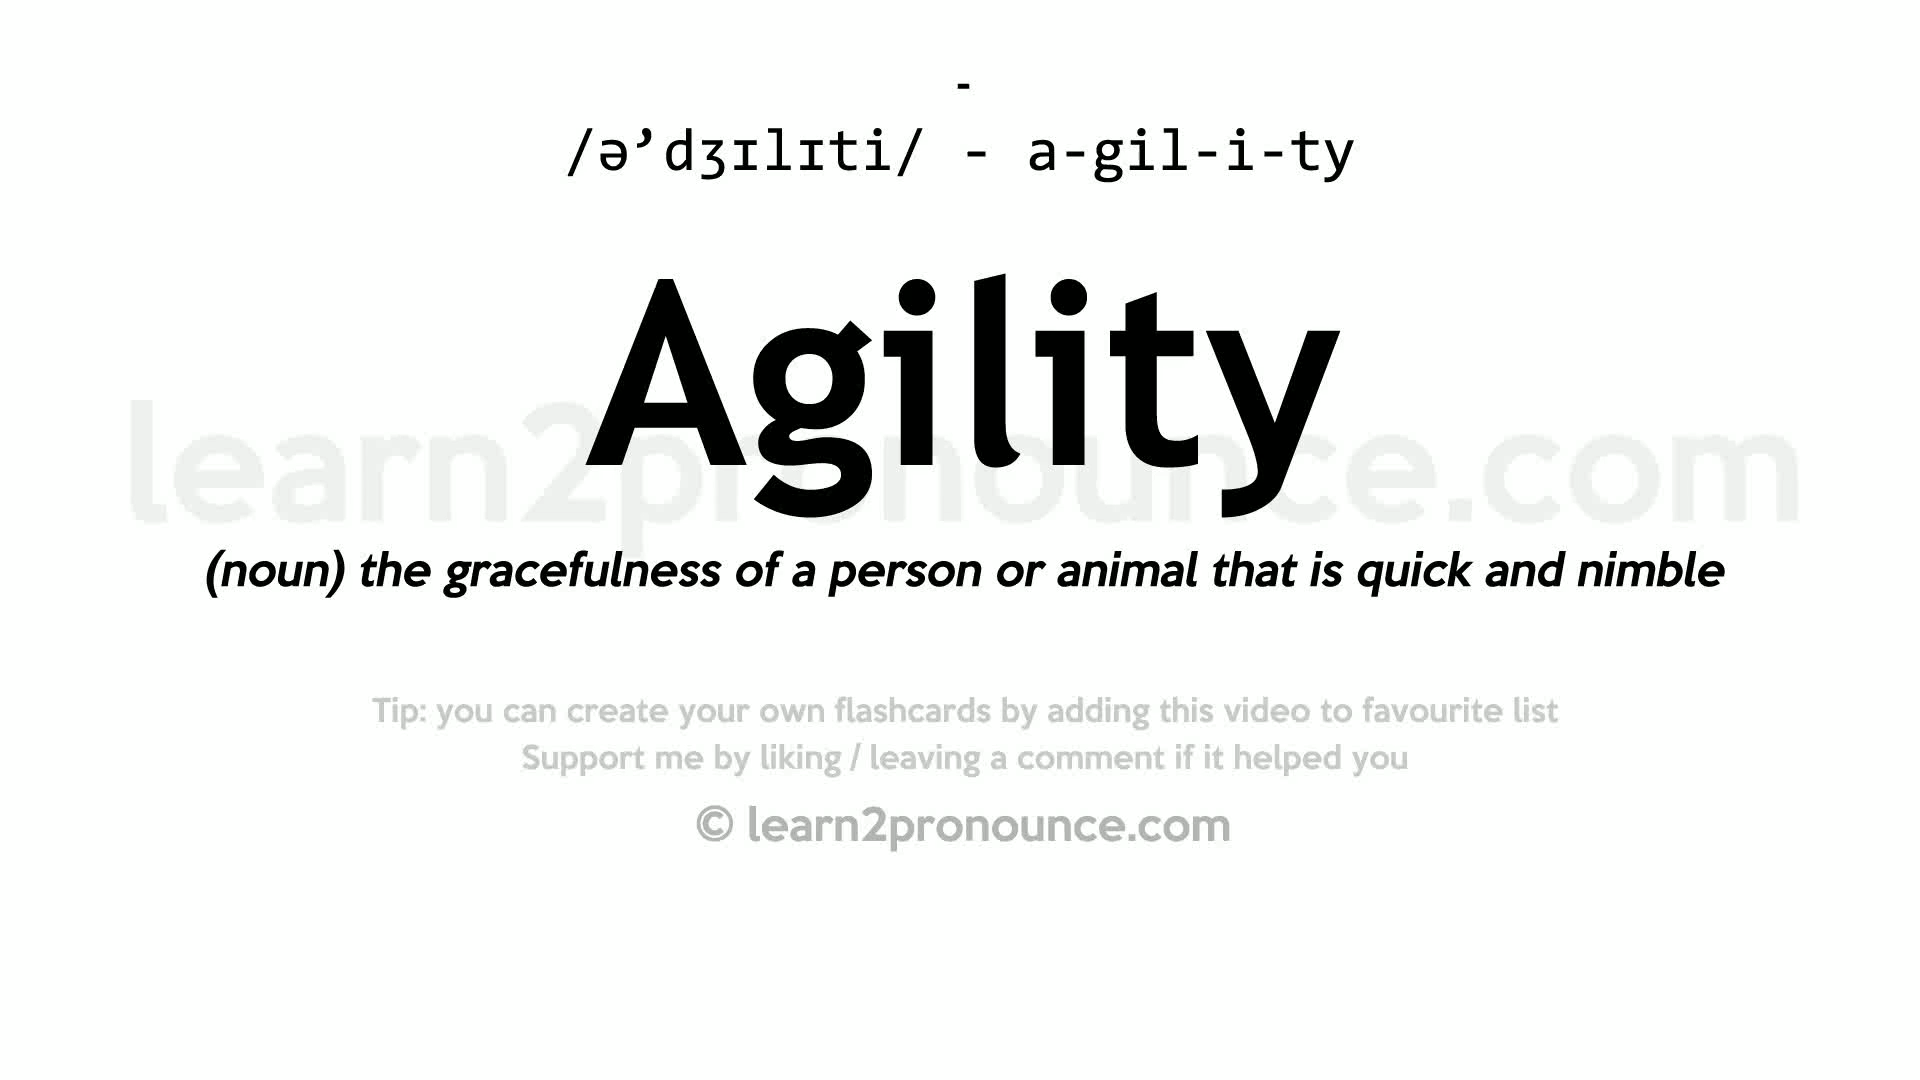 -
/ə’dʒɪlɪti/ - a-gil-i-ty
Agility
learn2pronounce.com
(noun) the gracefulness of a person or animal that is quick and nimble
Tip: you can create your own flashcards by adding this video to favourite list
Support me by liking / leaving a comment if it helped you
© learn2pronounce.com